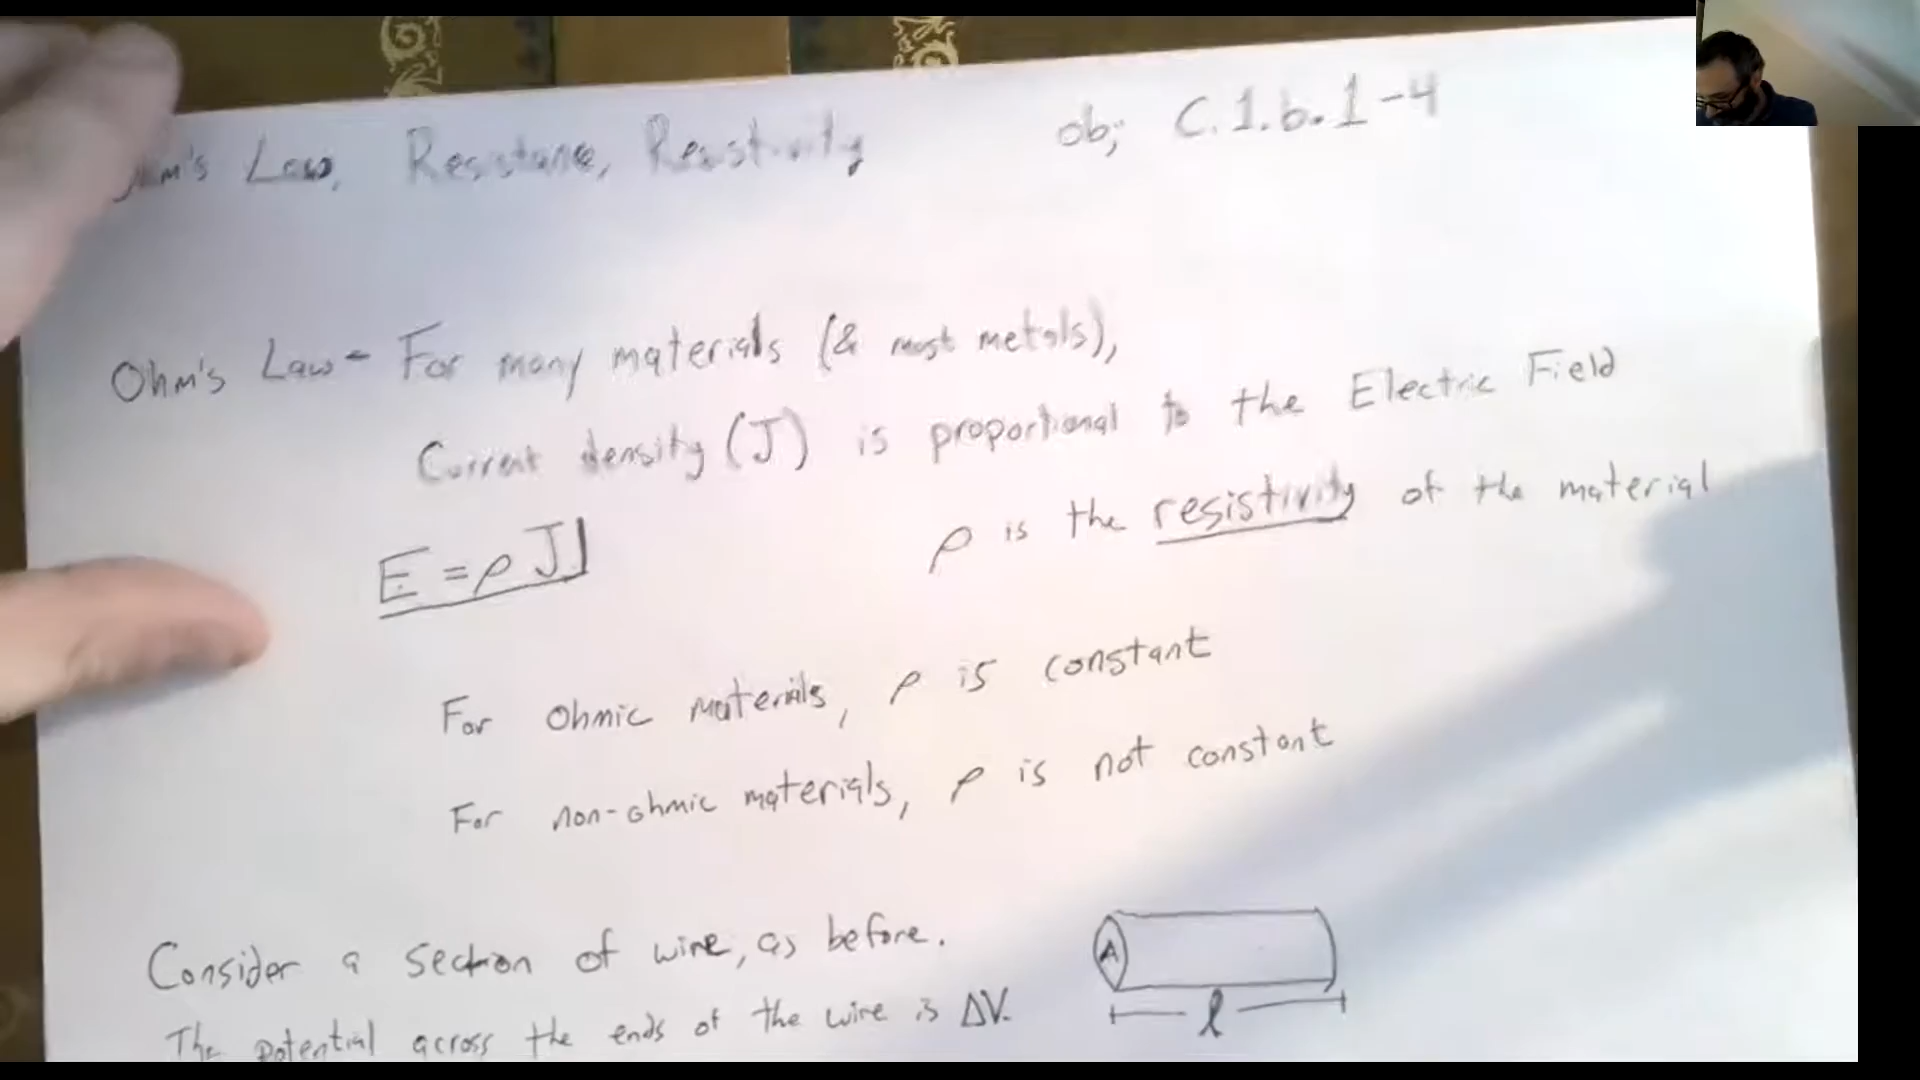 Ohm's Law, Resistance, Resistivity ob; C.1.b.1-4
Ohm's Law - For many materials (& most metals),
Current density (J) is proportional to the Electric Field
E = ρJ ρ is the resistivity of the material
For Ohmic materials, ρ is constant
For non-ohmic materials, ρ is not constant
Consider a section of wire, as before.
A
The potential across the ends of the wire is ΔV.
l